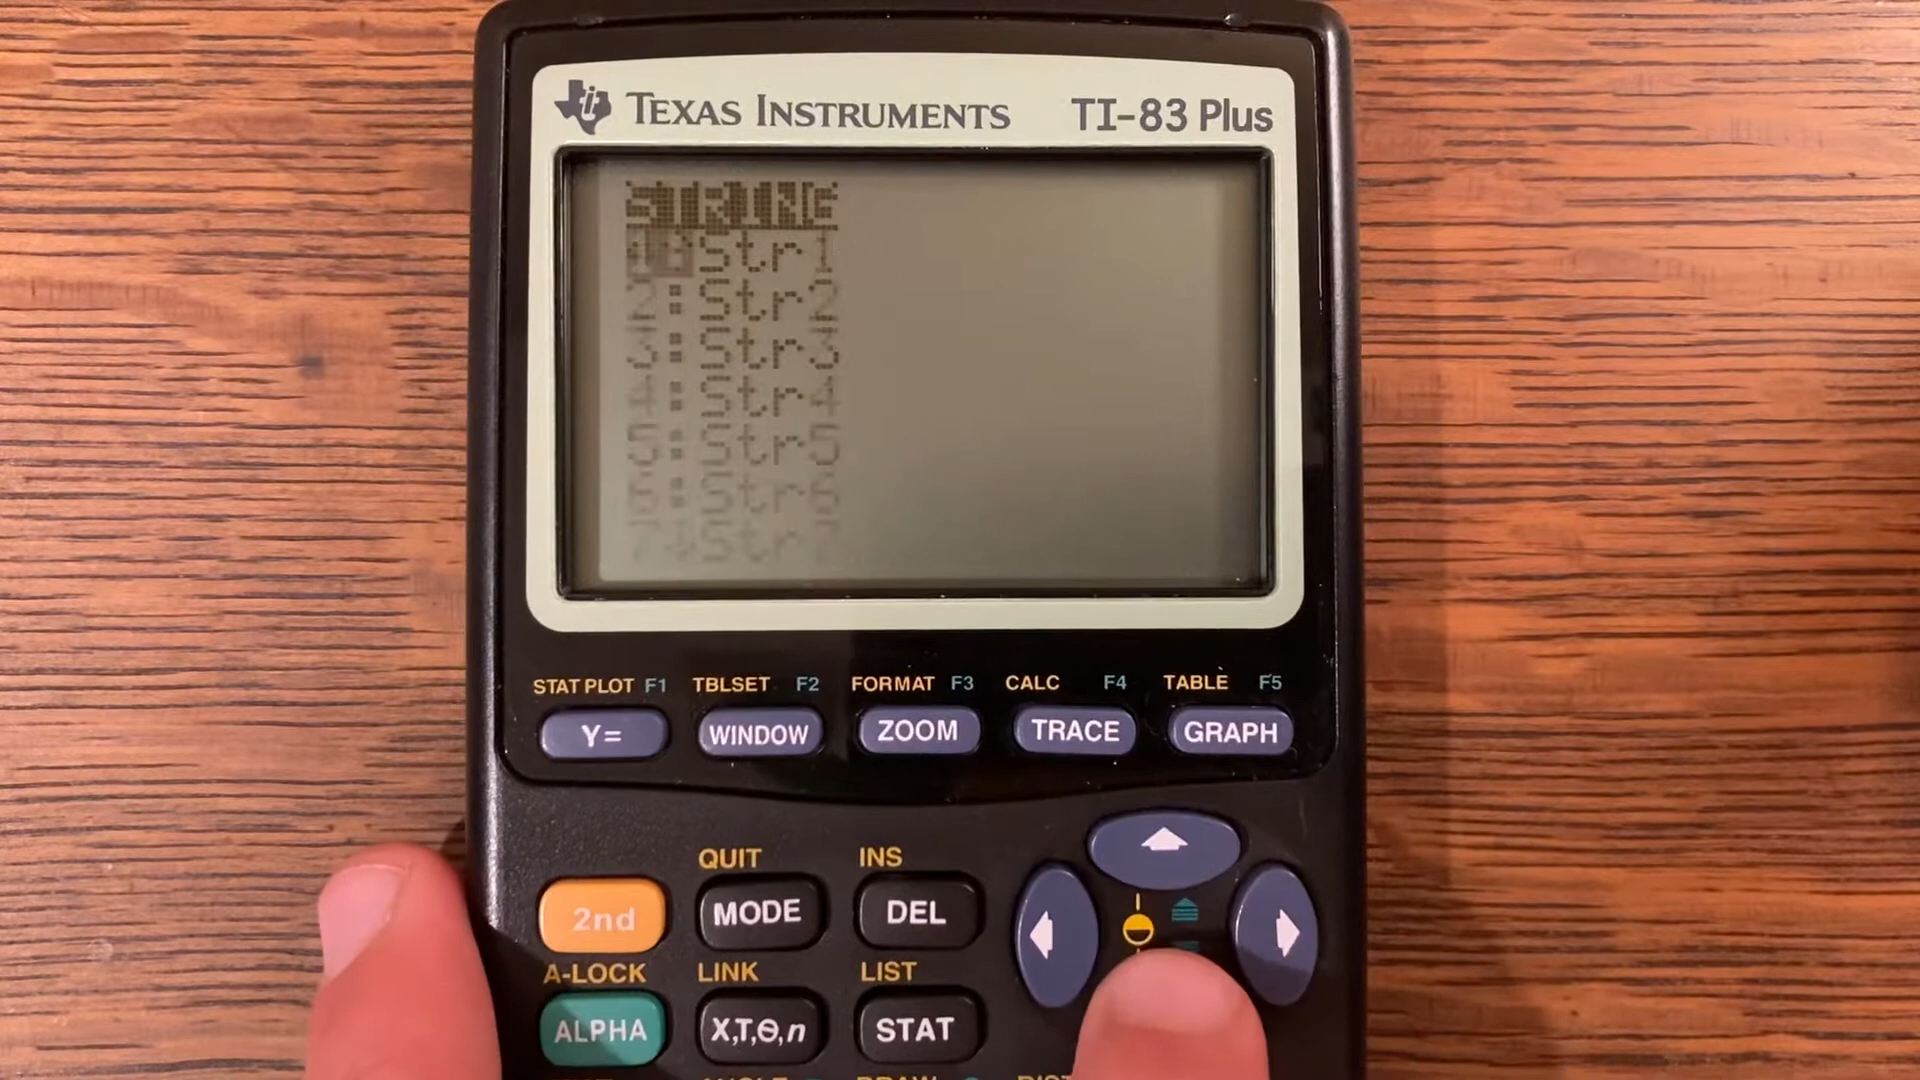 TEXAS INSTRUMENTS TI-83 Plus
STRING
1:Str1
2:Str2
3:Str3
4:Str4
5:Str5
6:Str6
7↓Str7
STAT PLOT F1 TBLSET F2 FORMAT F3 CALC F4 TABLE F5
Y= WINDOW ZOOM TRACE GRAPH
QUIT INS
2nd MODE DEL
A-LOCK LINK LIST
ALPHA X,T,Θ,n STAT